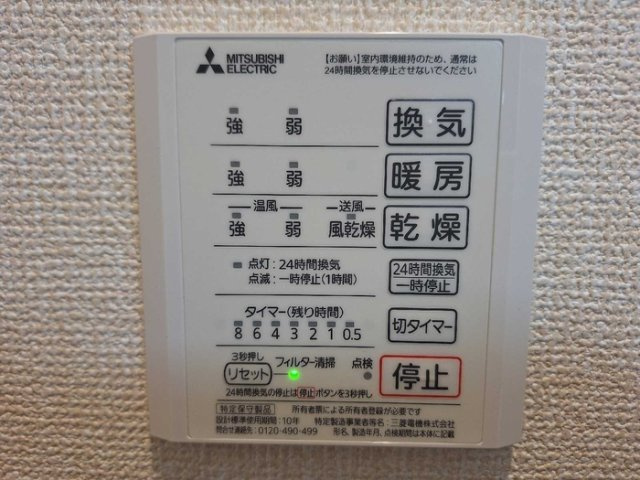 MITSUBISHI
ELECTRIC
【お願い】室内環境維持のため、通常は
24時間換気を停止させないでください
強 弱 換気
強 弱 暖房
温風 送風
強 弱 風乾燥 乾燥
点灯:24時間換気
点滅:一時停止(1時間)
24時間換気
一時停止
タイマー(残り時間)
8 6 4 3 2 1 0.5
切タイマー
3秒押し
リセット フィルター清掃 点検
停止
24時間換気の停止は停止ボタンを3秒押し
特定保守製品 所有者票による所有者登録が必要です
設計標準使用期間:10年 特定製造事業者等名:三菱電機株式会社
問合せ連絡先:0120-490-499 形名、製造年月、点検期間は本体に記載